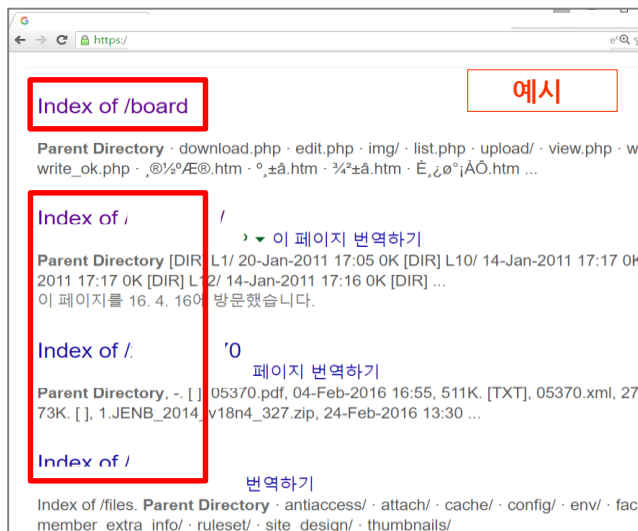 https:/
예시
Index of /board
Parent Directory · download.php · edit.php · img/ · list.php · upload/ · view.php · w
write_ok.php · ¸®½ºÆ®.htm · º¸±â.htm · ¾²±â.htm · È¸¿ø°¡ÀÔ.htm ...
Index of / /
이 페이지 번역하기
Parent Directory [DIR] L1/ 20-Jan-2011 17:05 0K [DIR] L10/ 14-Jan-2011 17:17 0K
2011 17:17 0K [DIR] L12/ 14-Jan-2011 17:16 0K [DIR] ...
이 페이지를 16. 4. 16에 방문했습니다.
Index of /
페이지 번역하기
Parent Directory, -. [ ], 05370.pdf, 04-Feb-2016 16:55, 511K. [TXT], 05370.xml, 27
73K. [ ], 1.JENB_2014_v18n4_327.zip, 24-Feb-2016 13:30 ...
Index of /
번역하기
Index of /files. Parent Directory · antiaccess/ · attach/ · cache/ · config/ · env/ · fac
member_extra_info/ · ruleset/ · site_design/ · thumbnails/